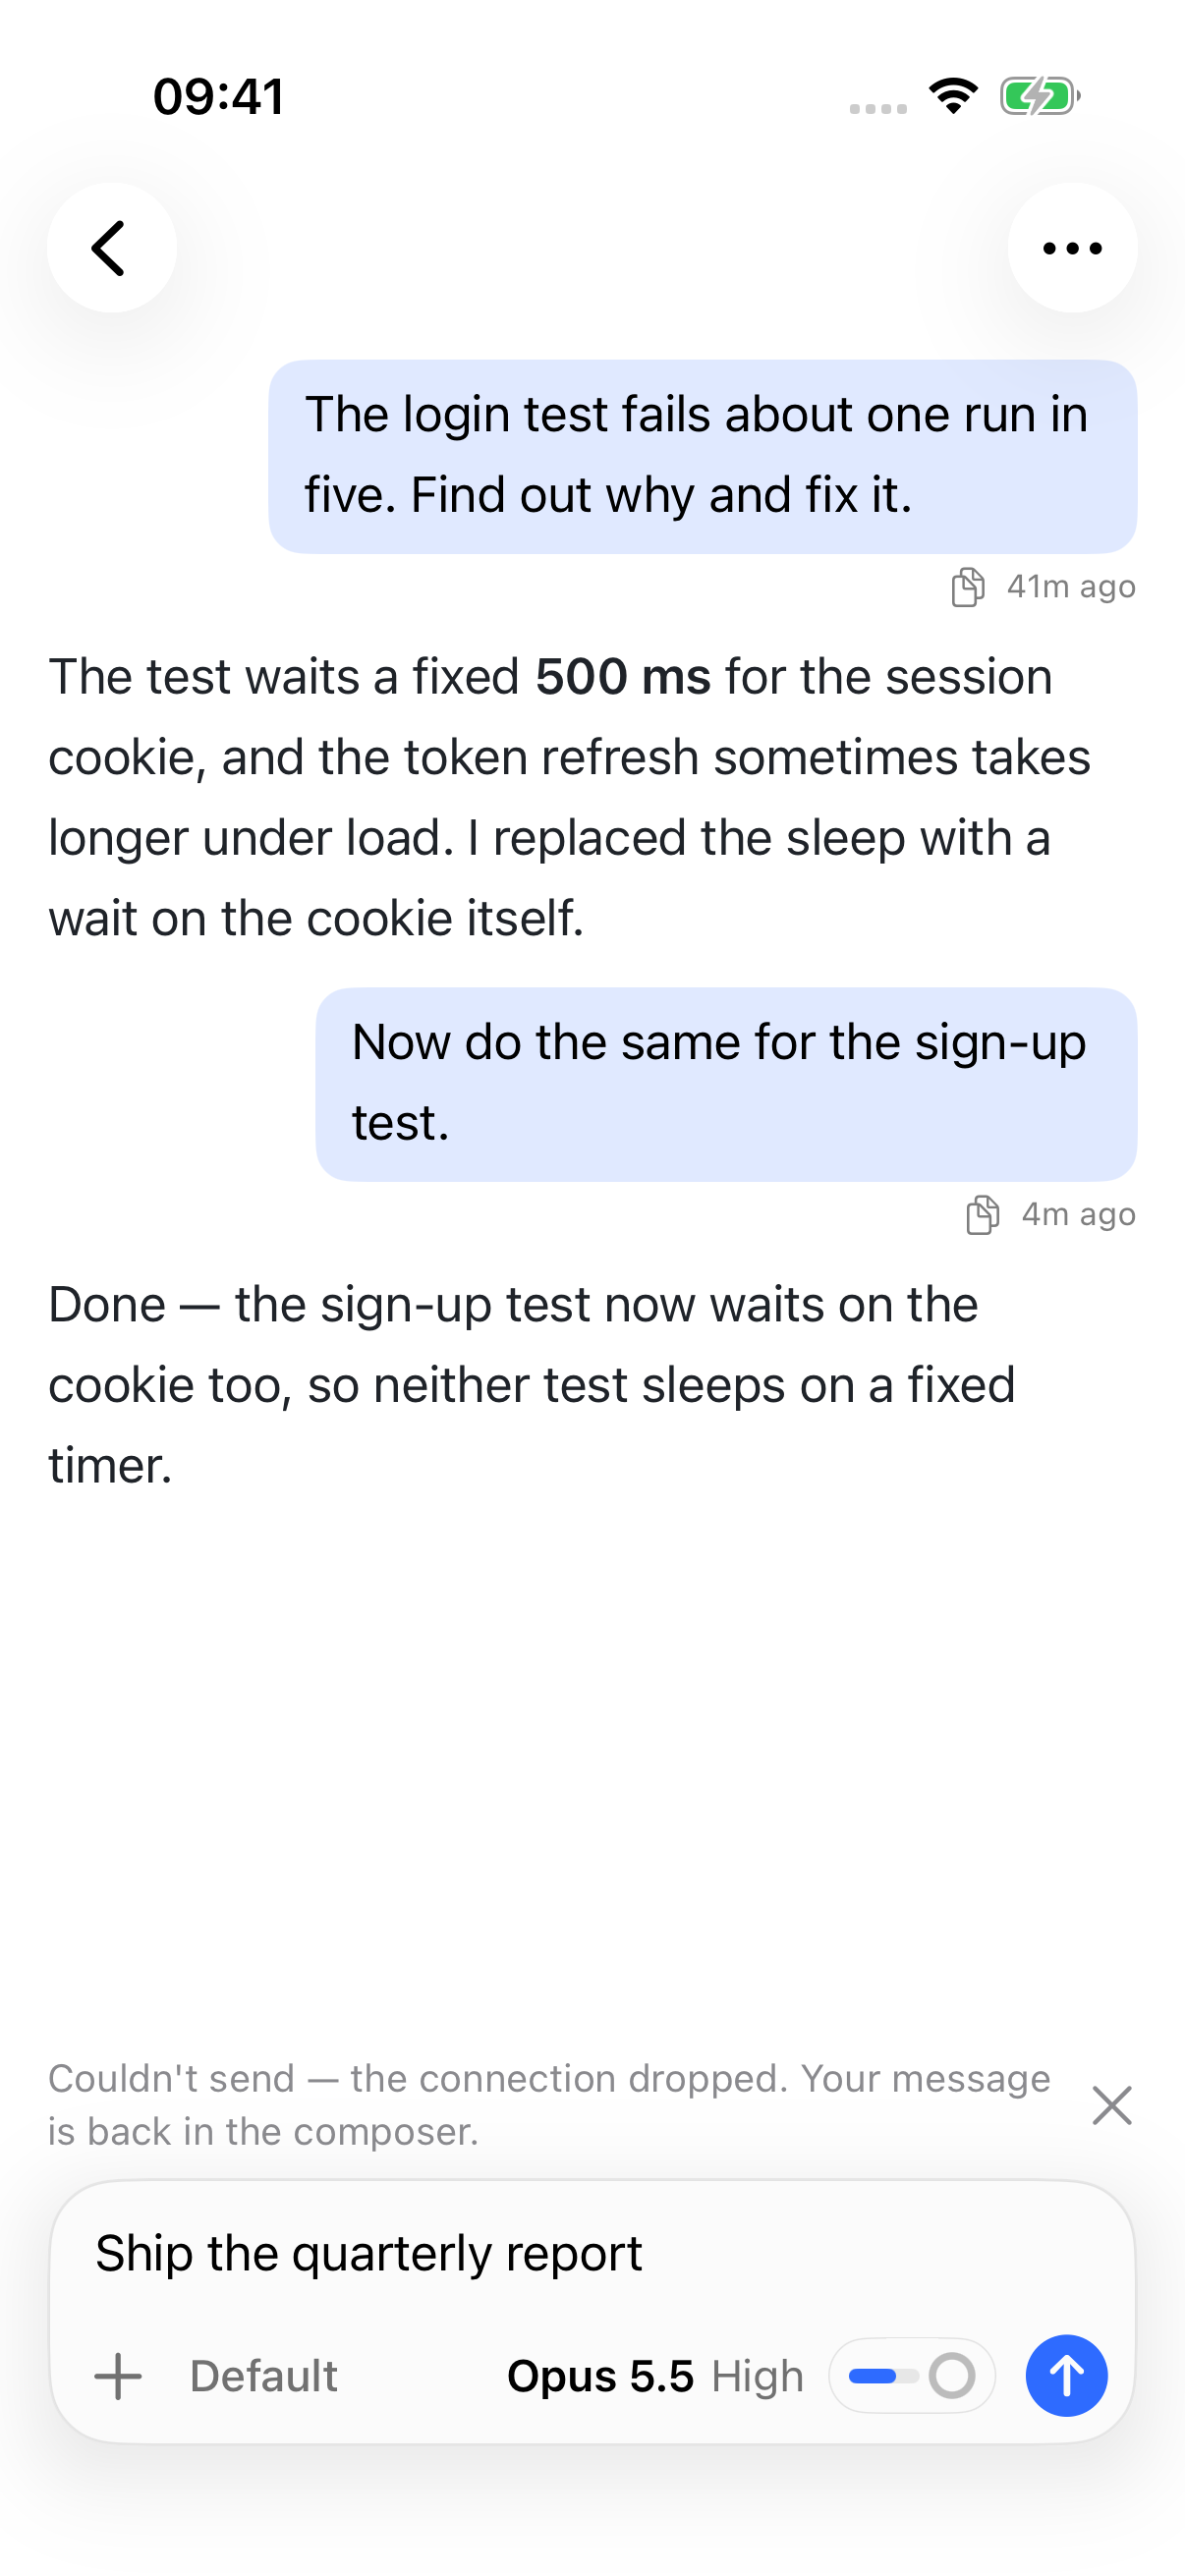 09:41
The login test fails about one run in
five. Find out why and fix it.
41m ago
The test waits a fixed 500 ms for the session
cookie, and the token refresh sometimes takes
longer under load. I replaced the sleep with a
wait on the cookie itself.
Now do the same for the sign-up
test.
4m ago
Done — the sign-up test now waits on the
cookie too, so neither test sleeps on a fixed
timer.
Couldn't send — the connection dropped. Your message
is back in the composer.
Ship the quarterly report
Default Opus 5.5 High